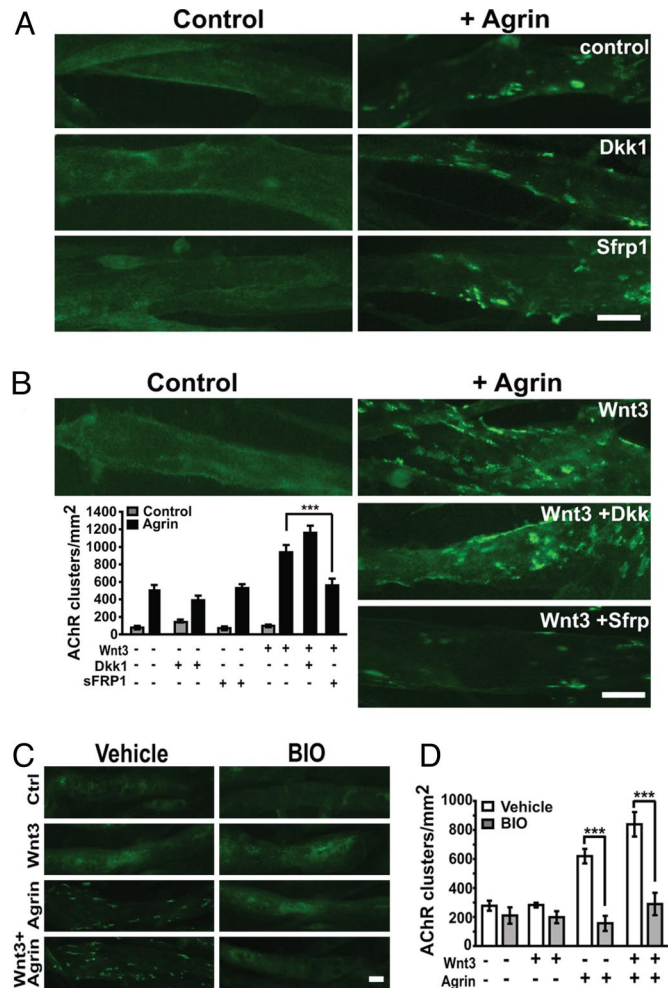 A
Control
+ Agrin
control
Dkk1
Sfrp1
B
Control
+ Agrin
Wnt3
Wnt3 +Dkk
Wnt3 +Sfrp
AChR clusters/mm2
1400
1200
1000
800
600
400
200
0
Control
Agrin
***
Wnt3 - - - - - - + + + +
Dkk1 - - + + - - - - + -
sFRP1 - - - - + + - - - +
C
Vehicle
BIO
Ctrl
Wnt3
Agrin
Wnt3+
Agrin
D
AChR clusters/mm2
1000
800
600
400
200
0
Vehicle
BIO
***
***
Wnt3 - - + + - - + +
Agrin - - - - + + + +